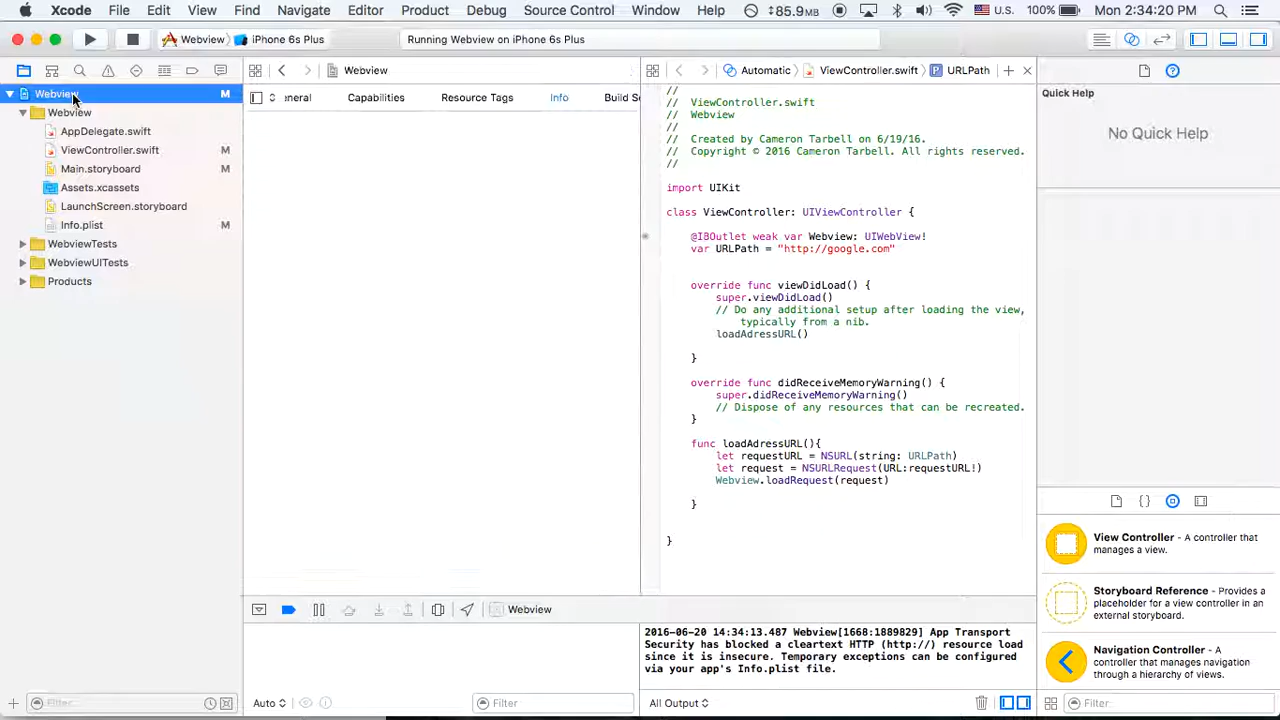 Xcode File Edit View Find Navigate Editor Product Debug Source Control Window Help 85.9MB U.S. 100% Mon 2:34:20 PM
Webview iPhone 6s Plus Running Webview on iPhone 6s Plus
Webview Automatic ViewController.swift URLPath
Webview M
Webview
AppDelegate.swift
ViewController.swift M
Main.storyboard M
Assets.xcassets
LaunchScreen.storyboard
Info.plist M
WebviewTests
WebviewUITests
Products
eneral Capabilities Resource Tags Info Build Se
//
// ViewController.swift
// Webview
//
// Created by Cameron Tarbell on 6/19/16.
// Copyright © 2016 Cameron Tarbell. All rights reserved.
//
import UIKit
class ViewController: UIViewController {
@IBOutlet weak var Webview: UIWebView!
var URLPath = "http://google.com"
override func viewDidLoad() {
super.viewDidLoad()
// Do any additional setup after loading the view,
typically from a nib.
loadAdressURL()
}
override func didReceiveMemoryWarning() {
super.didReceiveMemoryWarning()
// Dispose of any resources that can be recreated.
}
func loadAdressURL(){
let requestURL = NSURL(string: URLPath)
let request = NSURLRequest(URL:requestURL!)
Webview.loadRequest(request)
}
}
Quick Help
No Quick Help
View Controller - A controller that
manages a view.
Storyboard Reference - Provides a
placeholder for a view controller in an
external storyboard.
Navigation Controller - A
controller that manages navigation
through a hierarchy of views.
Webview
2016-06-20 14:34:13.487 Webview[1668:1889829] App Transport
Security has blocked a cleartext HTTP (http://) resource load
since it is insecure. Temporary exceptions can be configured
via your app's Info.plist file.
Filter Auto Filter All Output Filter